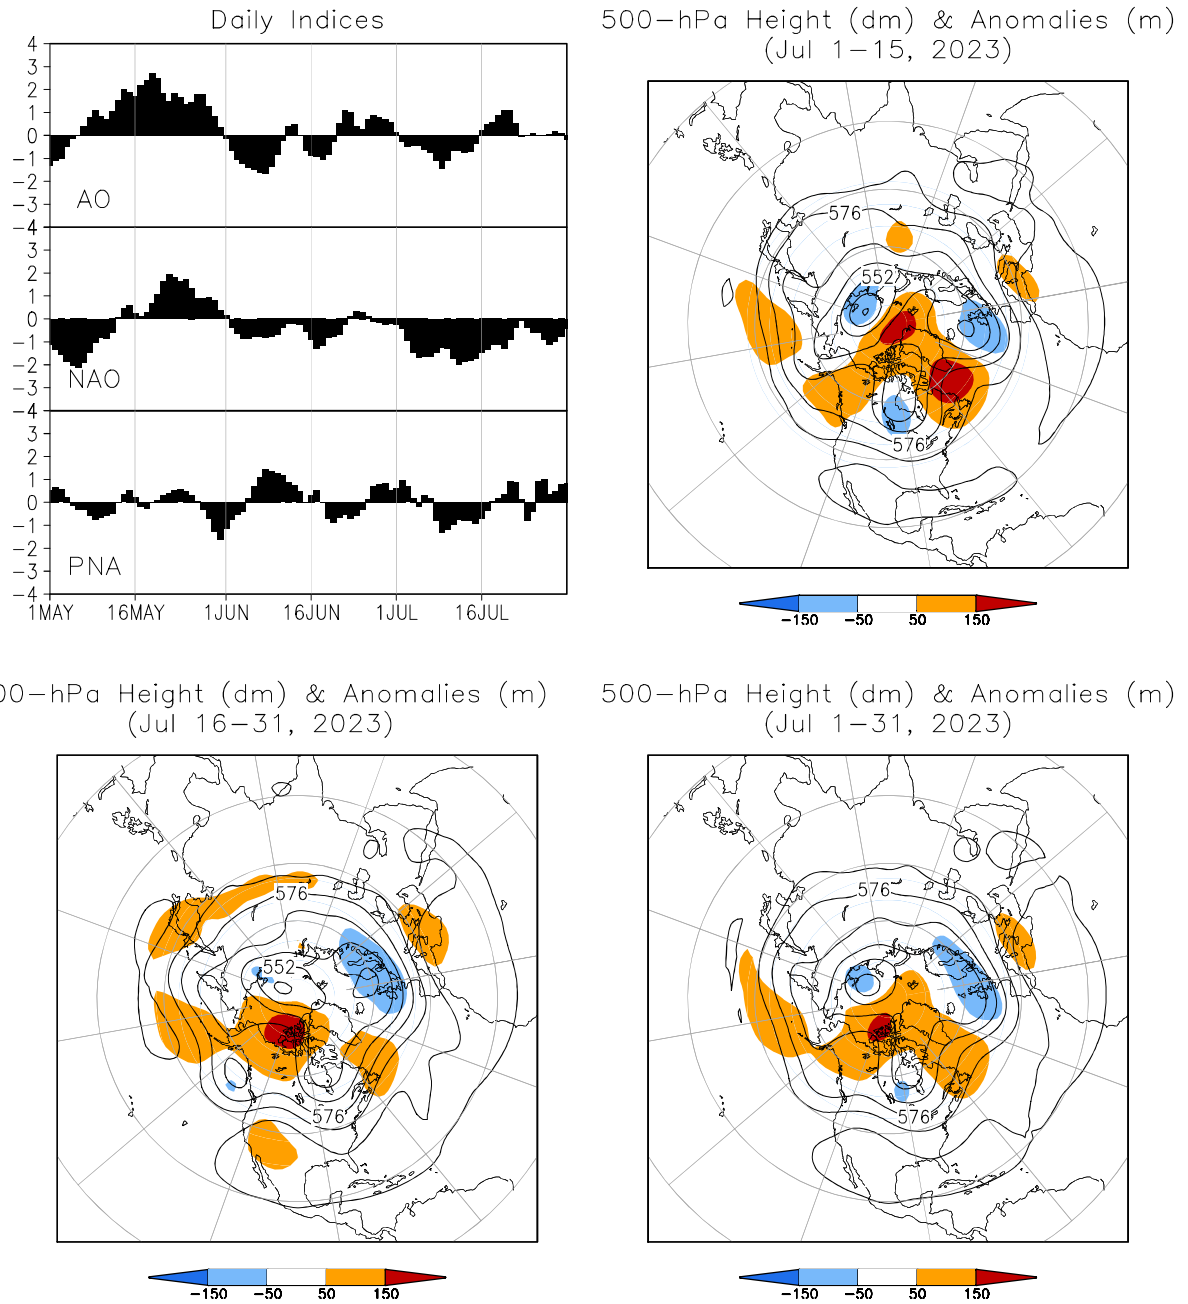 Daily Indices
4
3
2
1
0
-1
-2
-3
-4
AO
3
2
1
0
-1
-2
-3
-4
NAO
3
2
1
0
-1
-2
-3
-4
PNA
1MAY 16MAY 1JUN 16JUN 1JUL 16JUL
500-hPa Height (dm) & Anomalies (m)
(Jul 1-15, 2023)
576
552
576
-150 -50 50 150
00-hPa Height (dm) & Anomalies (m)
(Jul 16-31, 2023)
576
552
576
-150 -50 50 150
500-hPa Height (dm) & Anomalies (m)
(Jul 1-31, 2023)
576
576
-150 -50 50 150